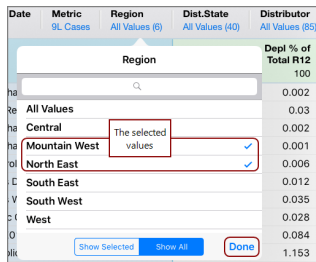 Date Metric Region Dist.State Distributor
9L Cases All Values (6) All Values (40) All Values (85)
Region
Depl % of
Total R12
100
0.002
All Values
0.03
Central
0.002
The selected
values
Mountain West
0.001
North East
0.006
South East
0.012
South West
0.035
West
0.028
0.084
Show Selected Show All Done
1.153